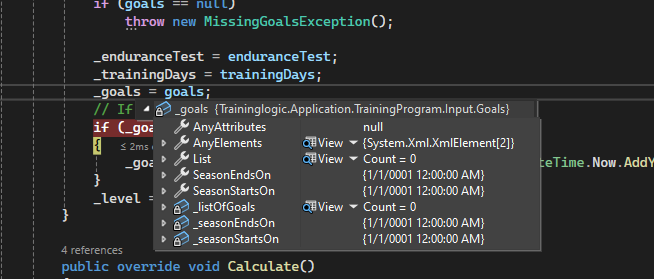 if (goals == null)
throw new MissingGoalsException();
_enduranceTest = enduranceTest;
_trainingDays = trainingDays;
_goals = goals;
// If
_goals {Traininglogic.Application.TrainingProgram.Input.Goals}
if (_goa
AnyAttributes null
{
≤ 2ms
AnyElements View {System.Xml.XmlElement[2]}
_goa
List View Count = 0
eTime.Now.AddY
}
SeasonEndsOn {1/1/0001 12:00:00 AM}
SeasonStartsOn {1/1/0001 12:00:00 AM}
_level =
_listOfGoals View Count = 0
}
_seasonEndsOn {1/1/0001 12:00:00 AM}
_seasonStartsOn {1/1/0001 12:00:00 AM}
4 references
public override void Calculate()